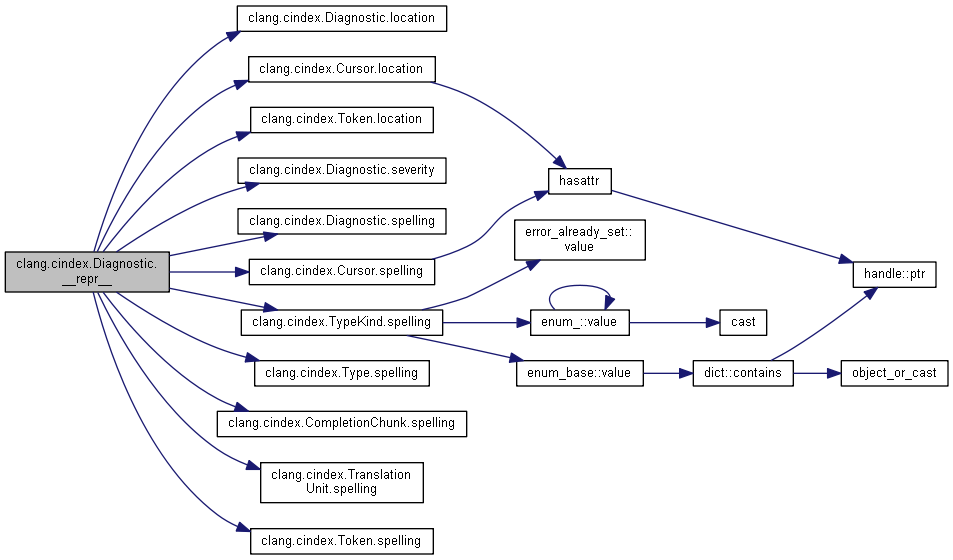 clang.cindex.Diagnostic.
__repr__
clang.cindex.Diagnostic.location
clang.cindex.Cursor.location
clang.cindex.Token.location
clang.cindex.Diagnostic.severity
clang.cindex.Diagnostic.spelling
clang.cindex.Cursor.spelling
clang.cindex.TypeKind.spelling
clang.cindex.Type.spelling
clang.cindex.CompletionChunk.spelling
clang.cindex.Translation
Unit.spelling
clang.cindex.Token.spelling
hasattr
error_already_set::
value
enum_::value
enum_base::value
cast
dict::contains
handle::ptr
object_or_cast